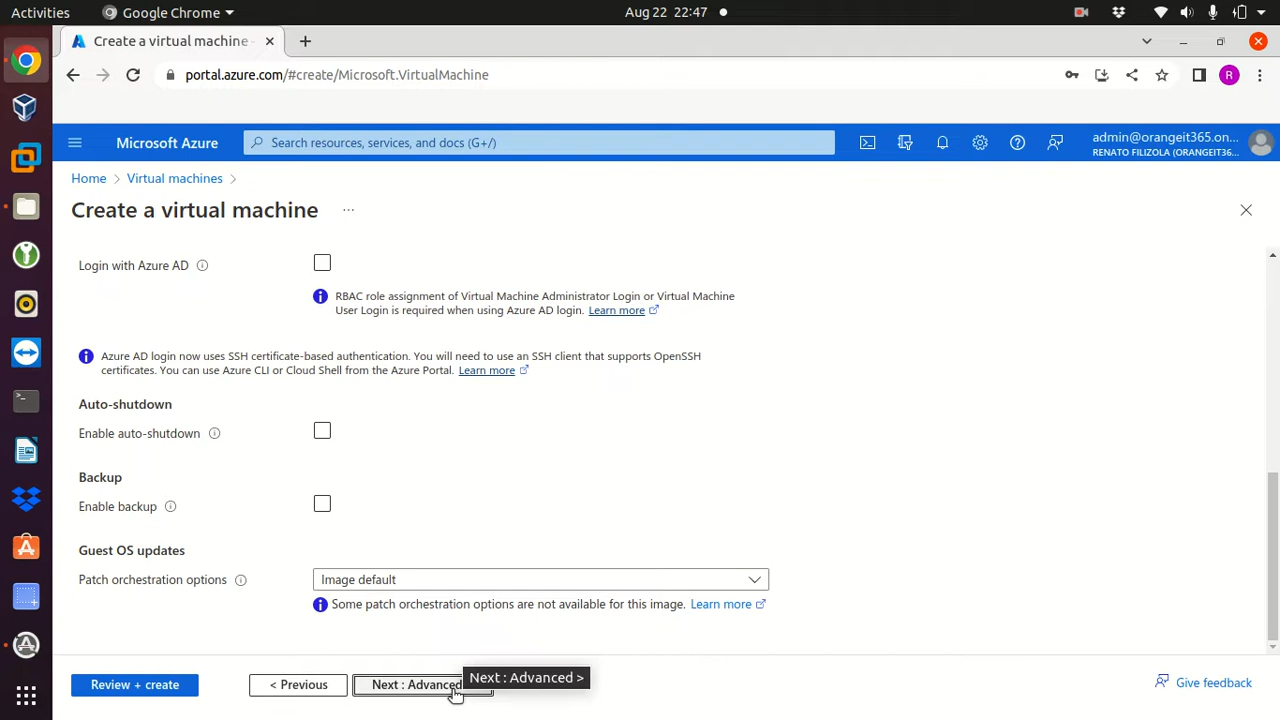 Activities
Google Chrome
Aug 22 22:47
Create a virtual machine -
portal.azure.com/#create/Microsoft.VirtualMachine
R
Microsoft Azure
Search resources, services, and docs (G+/)
admin@orangeit365.on...
RENATO FILIZOLA (ORANGEIT36...
Home > Virtual machines >
Create a virtual machine ...
Login with Azure AD
RBAC role assignment of Virtual Machine Administrator Login or Virtual Machine
User Login is required when using Azure AD login. Learn more
Azure AD login now uses SSH certificate-based authentication. You will need to use an SSH client that supports OpenSSH
certificates. You can use Azure CLI or Cloud Shell from the Azure Portal. Learn more
Auto-shutdown
Enable auto-shutdown
Backup
Enable backup
Guest OS updates
Patch orchestration options
Image default
Some patch orchestration options are not available for this image. Learn more
Review + create
< Previous
Next : Advanced
Next : Advanced >
Give feedback